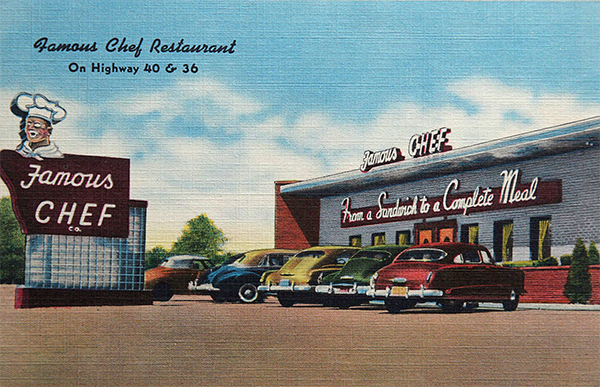 Famous Chef Restaurant
On Highway 40 & 36
Famous
CHEF
Co.
Famous CHEF
From a Sandwich to a Complete Meal